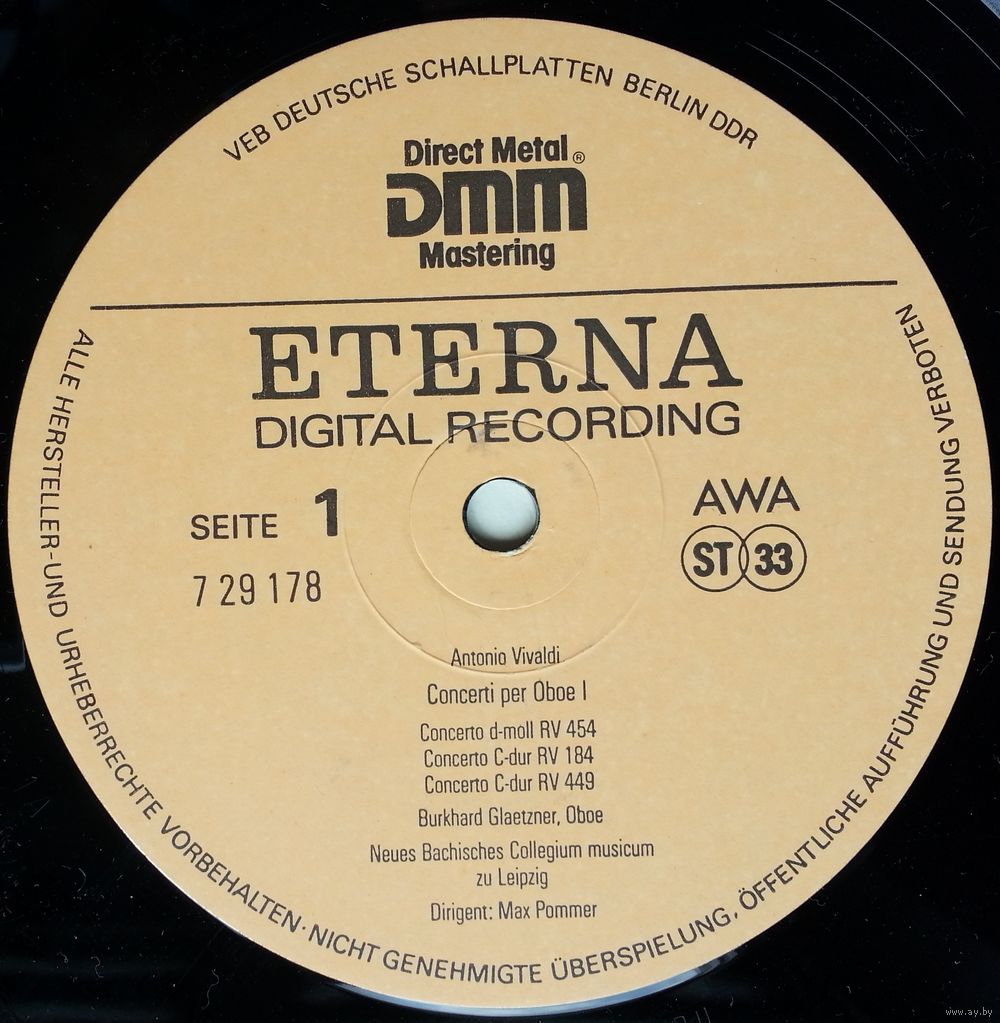 VEB DEUTSCHE SCHALLPLATTEN BERLIN DDR
Direct Metal ®
DMM
Mastering
ETERNA
DIGITAL RECORDING
SEITE 1
7 29 178
AWA
ST 33
Antonio Vivaldi
Concerti per Oboe I
Concerto d-moll RV 454
Concerto C-dur RV 184
Concerto C-dur RV 449
Burkhard Glaetzner, Oboe
Neues Bachisches Collegium musicum
zu Leipzig
Dirigent: Max Pommer
ALLE HERSTELLER-UND URHEBERRECHTE VORBEHALTEN · NICHT GENEHMIGTE ÜBERSPIELUNG, ÖFFENTLICHE AUFFÜHRUNG UND SENDUNG VERBOTEN
www.ay.by